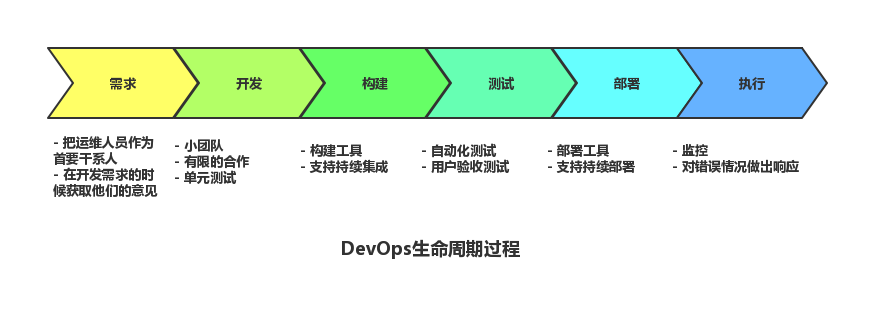 需求
开发
构建
测试
部署
执行
- 把运维人员作为
首要干系人
- 在开发需求的时
候获取他们的意见
- 小团队
- 有限的合作
- 单元测试
- 构建工具
- 支持持续集成
- 自动化测试
- 用户验收测试
- 部署工具
- 支持持续部署
- 监控
- 对错误情况做出响应
DevOps生命周期过程